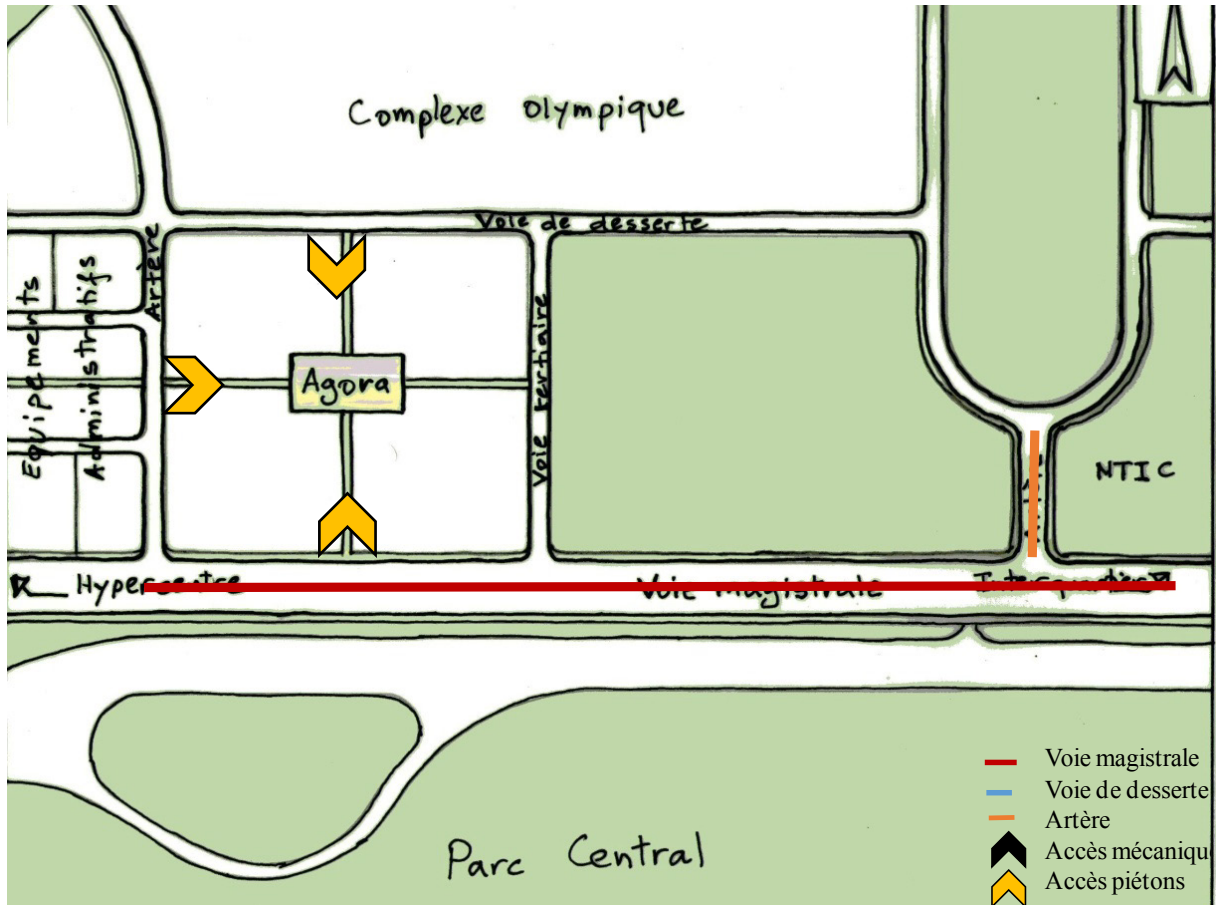 Complexe Olympique
Voie de desserte
Artère
Equipements
Administratifs
Agora
Voie tertiaire
NTIC
Hypercentre
Voie magistrale
Interquartiers
Parc Central
Voie magistrale
Voie de desserte
Artère
Accès mécaniqu
Accès piétons